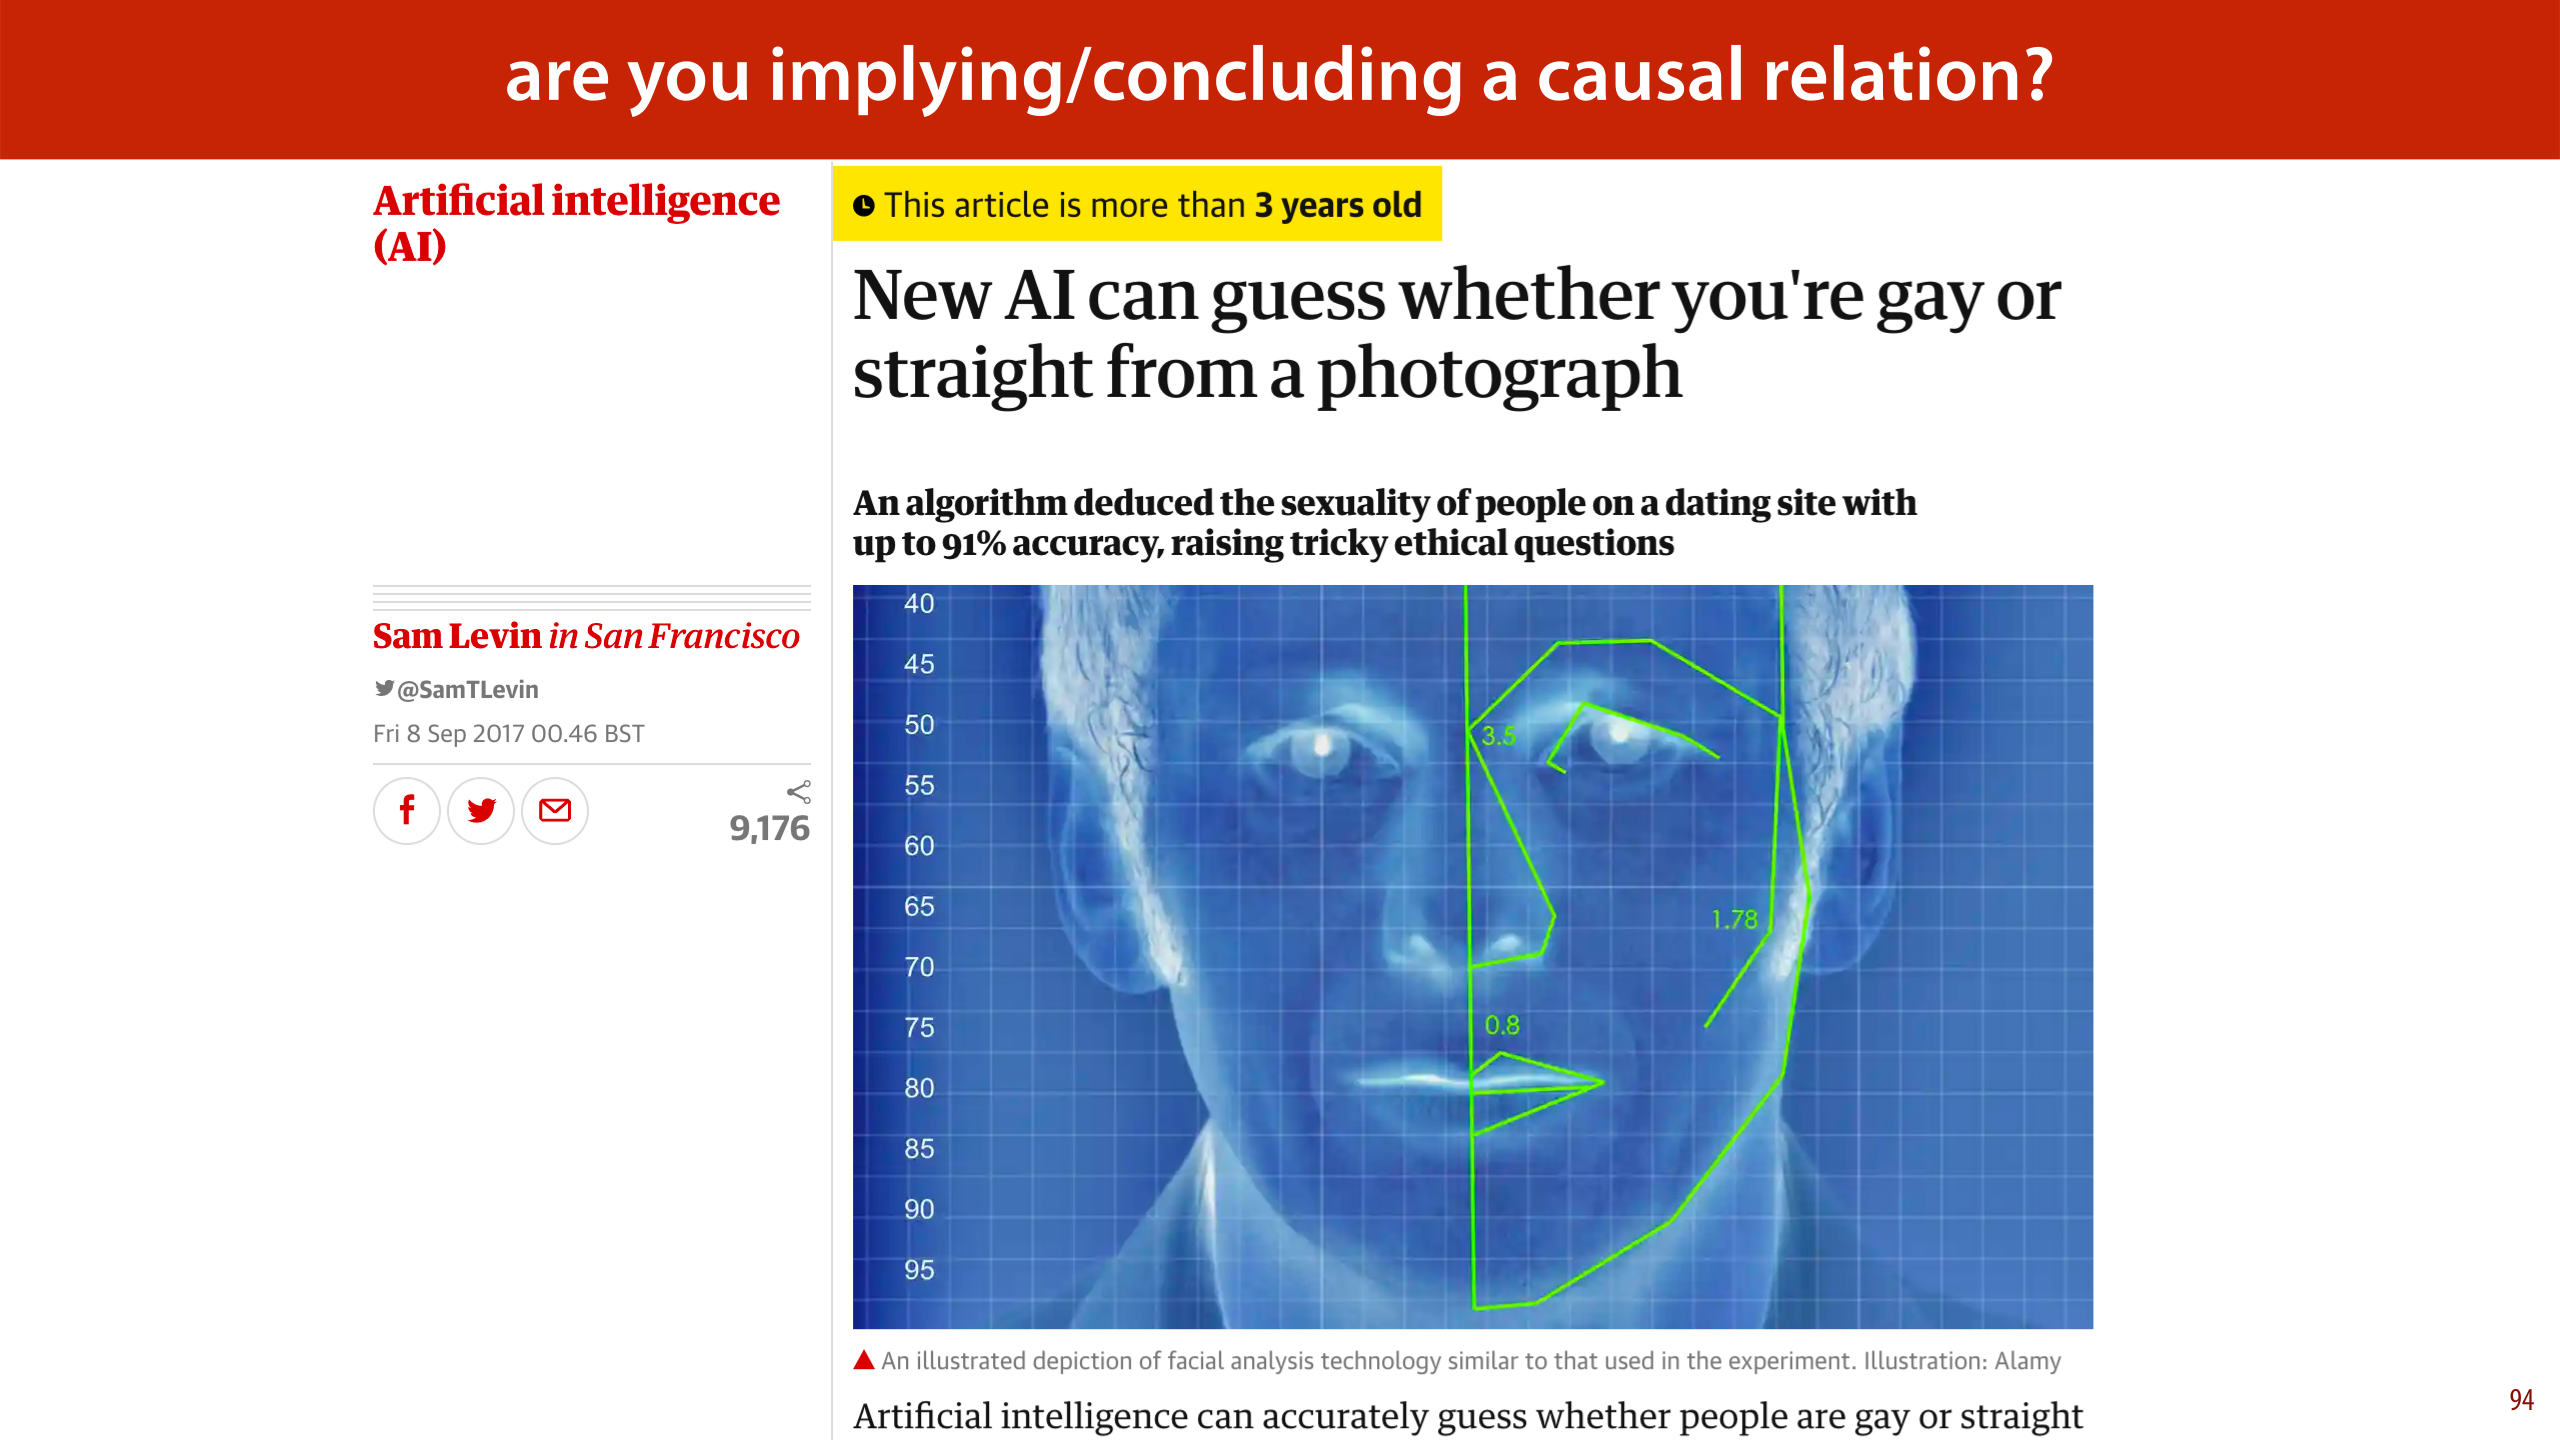 are you implying/concluding a causal relation?
Artificial intelligence
(AI)
This article is more than 3 years old
New AI can guess whether you're gay or
straight from a photograph
An algorithm deduced the sexuality of people on a dating site with
up to 91% accuracy, raising tricky ethical questions
Sam Levin in San Francisco
@SamTLevin
Fri 8 Sep 2017 00.46 BST
9,176
40
45
50
3.5
55
60
65
1.78
70
75
0.8
80
85
90
95
An illustrated depiction of facial analysis technology similar to that used in the experiment. Illustration: Alamy
Artificial intelligence can accurately guess whether people are gay or straight
94